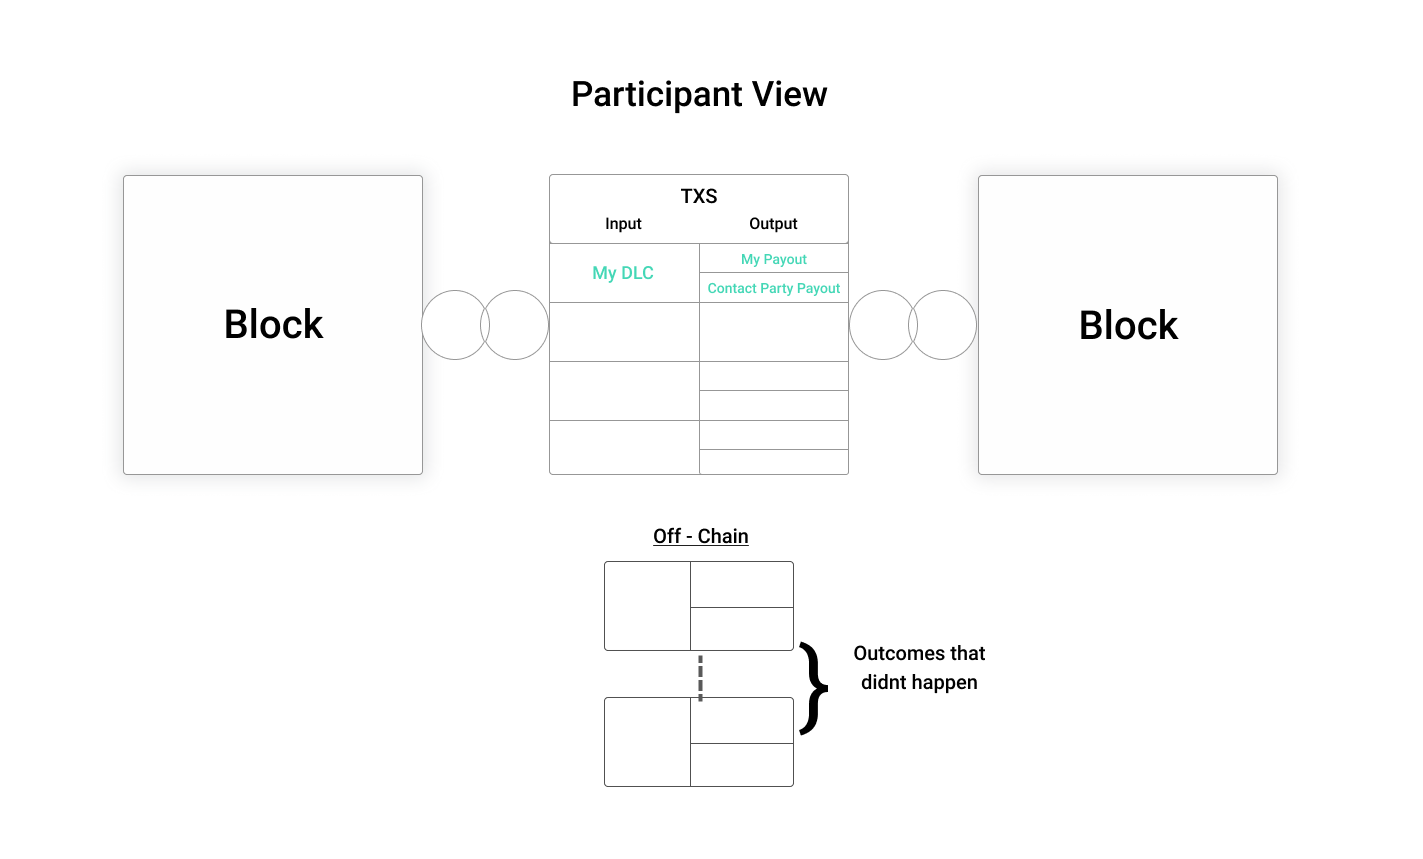 Participant View
Block
TXS
Input
Output
My DLC
My Payout
Contact Party Payout
Block
Off - Chain
Outcomes that
didnt happen